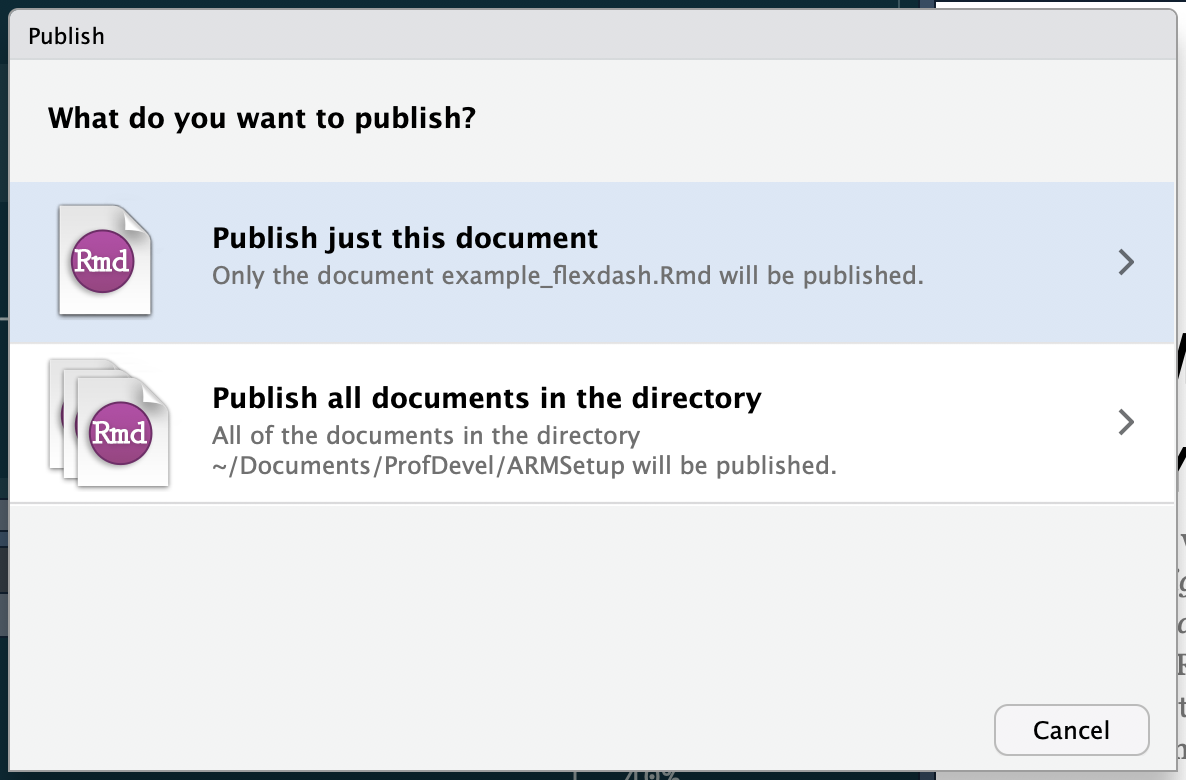 Publish
What do you want to publish?
Rmd
Publish just this document
Only the document example_flexdash.Rmd will be published.
Rmd
Publish all documents in the directory
All of the documents in the directory
~/Documents/ProfDevel/ARMSetup will be published.
Cancel